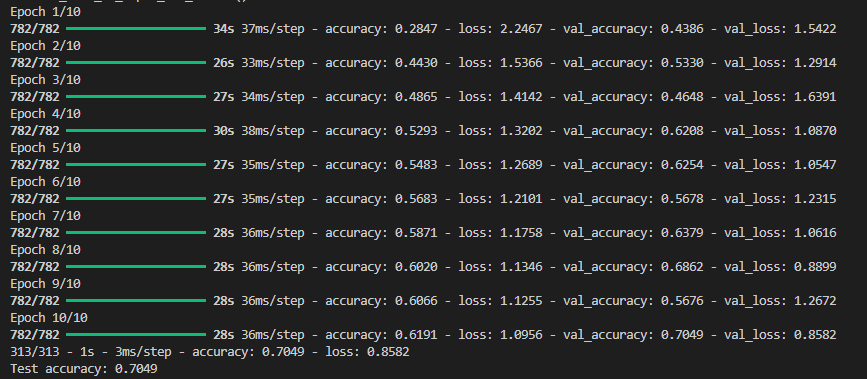 Epoch 1/10
782/782 ━━━━━━━━━━━━━━━━━━━━ 34s 37ms/step - accuracy: 0.2847 - loss: 2.2467 - val_accuracy: 0.4386 - val_loss: 1.5422
Epoch 2/10
782/782 ━━━━━━━━━━━━━━━━━━━━ 26s 33ms/step - accuracy: 0.4430 - loss: 1.5366 - val_accuracy: 0.5330 - val_loss: 1.2914
Epoch 3/10
782/782 ━━━━━━━━━━━━━━━━━━━━ 27s 34ms/step - accuracy: 0.4865 - loss: 1.4142 - val_accuracy: 0.4648 - val_loss: 1.6391
Epoch 4/10
782/782 ━━━━━━━━━━━━━━━━━━━━ 30s 38ms/step - accuracy: 0.5293 - loss: 1.3202 - val_accuracy: 0.6208 - val_loss: 1.0870
Epoch 5/10
782/782 ━━━━━━━━━━━━━━━━━━━━ 27s 35ms/step - accuracy: 0.5483 - loss: 1.2689 - val_accuracy: 0.6254 - val_loss: 1.0547
Epoch 6/10
782/782 ━━━━━━━━━━━━━━━━━━━━ 27s 35ms/step - accuracy: 0.5683 - loss: 1.2101 - val_accuracy: 0.5678 - val_loss: 1.2315
Epoch 7/10
782/782 ━━━━━━━━━━━━━━━━━━━━ 28s 36ms/step - accuracy: 0.5871 - loss: 1.1758 - val_accuracy: 0.6379 - val_loss: 1.0616
Epoch 8/10
782/782 ━━━━━━━━━━━━━━━━━━━━ 28s 36ms/step - accuracy: 0.6020 - loss: 1.1346 - val_accuracy: 0.6862 - val_loss: 0.8899
Epoch 9/10
782/782 ━━━━━━━━━━━━━━━━━━━━ 28s 36ms/step - accuracy: 0.6066 - loss: 1.1255 - val_accuracy: 0.5676 - val_loss: 1.2672
Epoch 10/10
782/782 ━━━━━━━━━━━━━━━━━━━━ 28s 36ms/step - accuracy: 0.6191 - loss: 1.0956 - val_accuracy: 0.7049 - val_loss: 0.8582
313/313 - 1s - 3ms/step - accuracy: 0.7049 - loss: 0.8582
Test accuracy: 0.7049